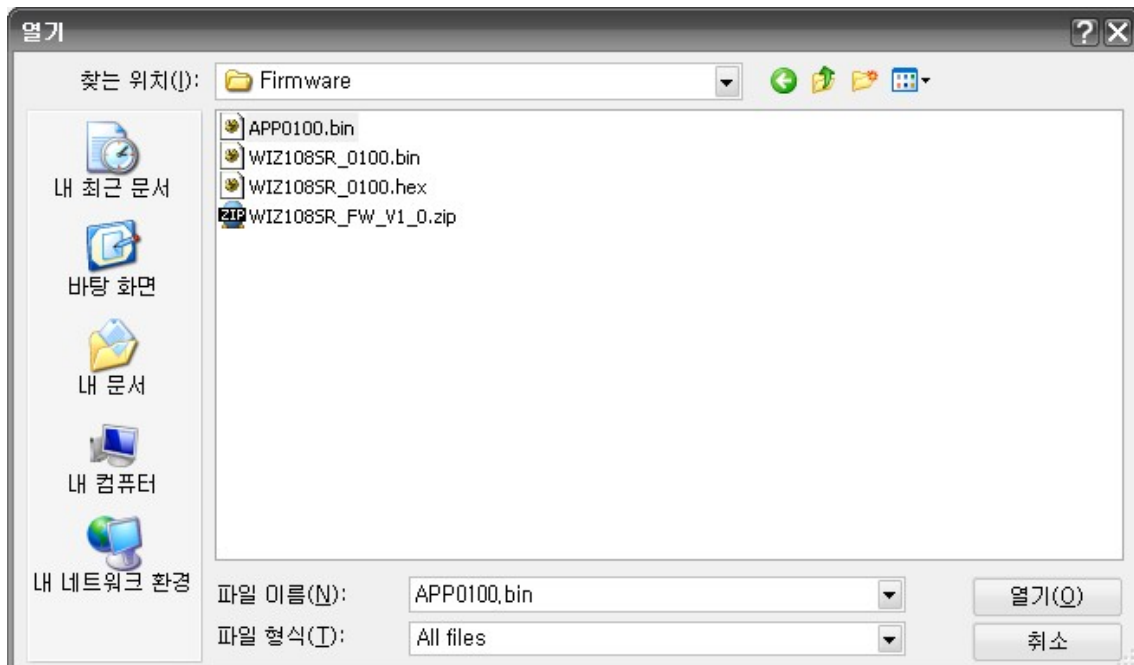 열기
찾는 위치(I):
Firmware
APP0100.bin
WIZ108SR_0100.bin
WIZ108SR_0100.hex
ZIP WIZ108SR_FW_V1_0.zip
내 최근 문서
바탕 화면
내 문서
내 컴퓨터
내 네트워크 환경
파일 이름(N): APP0100.bin 열기(O)
파일 형식(T): All files 취소